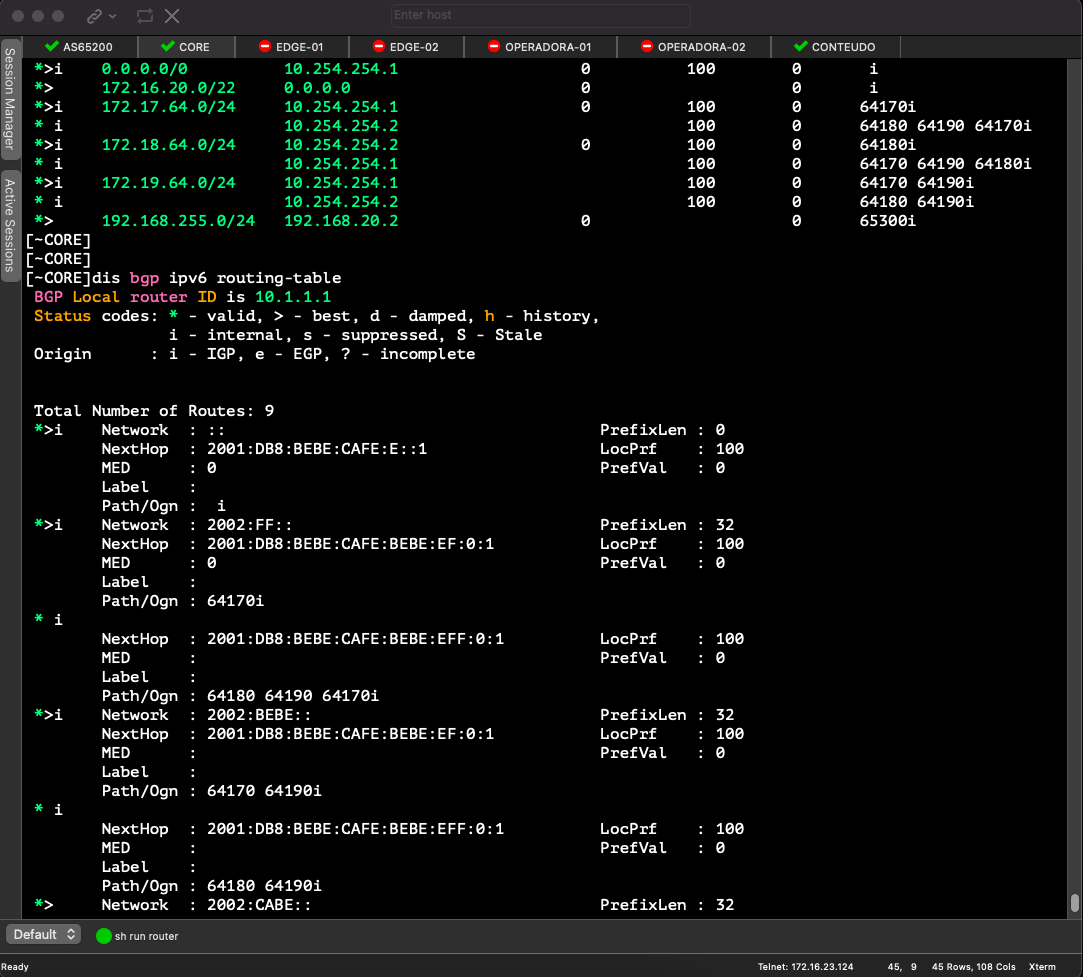 Enter host
AS65200 CORE EDGE-01 EDGE-02 OPERADORA-01 OPERADORA-02 CONTEUDO
Session Manager
Active Sessions
*>i 0.0.0.0/0 10.254.254.1 0 100 0 i
*> 172.16.20.0/22 0.0.0.0 0 0 i
*>i 172.17.64.0/24 10.254.254.1 0 100 0 64170i
* i 10.254.254.2 100 0 64180 64190 64170i
*>i 172.18.64.0/24 10.254.254.2 0 100 0 64180i
* i 10.254.254.1 100 0 64170 64190 64180i
*>i 172.19.64.0/24 10.254.254.1 100 0 64170 64190i
* i 10.254.254.2 100 0 64180 64190i
*> 192.168.255.0/24 192.168.20.2 0 0 65300i
[~CORE]
[~CORE]
[~CORE]dis bgp ipv6 routing-table
BGP Local router ID is 10.1.1.1
Status codes: * - valid, > - best, d - damped, h - history,
i - internal, s - suppressed, S - Stale
Origin : i - IGP, e - EGP, ? - incomplete
Total Number of Routes: 9
*>i Network : :: PrefixLen : 0
NextHop : 2001:DB8:BEBE:CAFE:E::1 LocPrf : 100
MED : 0 PrefVal : 0
Label :
Path/Ogn : i
*>i Network : 2002:FF:: PrefixLen : 32
NextHop : 2001:DB8:BEBE:CAFE:BEBE:EF:0:1 LocPrf : 100
MED : 0 PrefVal : 0
Label :
Path/Ogn : 64170i
* i
NextHop : 2001:DB8:BEBE:CAFE:BEBE:EFF:0:1 LocPrf : 100
MED : PrefVal : 0
Label :
Path/Ogn : 64180 64190 64170i
*>i Network : 2002:BEBE:: PrefixLen : 32
NextHop : 2001:DB8:BEBE:CAFE:BEBE:EF:0:1 LocPrf : 100
MED : PrefVal : 0
Label :
Path/Ogn : 64170 64190i
* i
NextHop : 2001:DB8:BEBE:CAFE:BEBE:EFF:0:1 LocPrf : 100
MED : PrefVal : 0
Label :
Path/Ogn : 64180 64190i
*> Network : 2002:CABE:: PrefixLen : 32
Default sh run router
Ready Telnet: 172.16.23.124 45, 9 45 Rows, 108 Cols Xterm